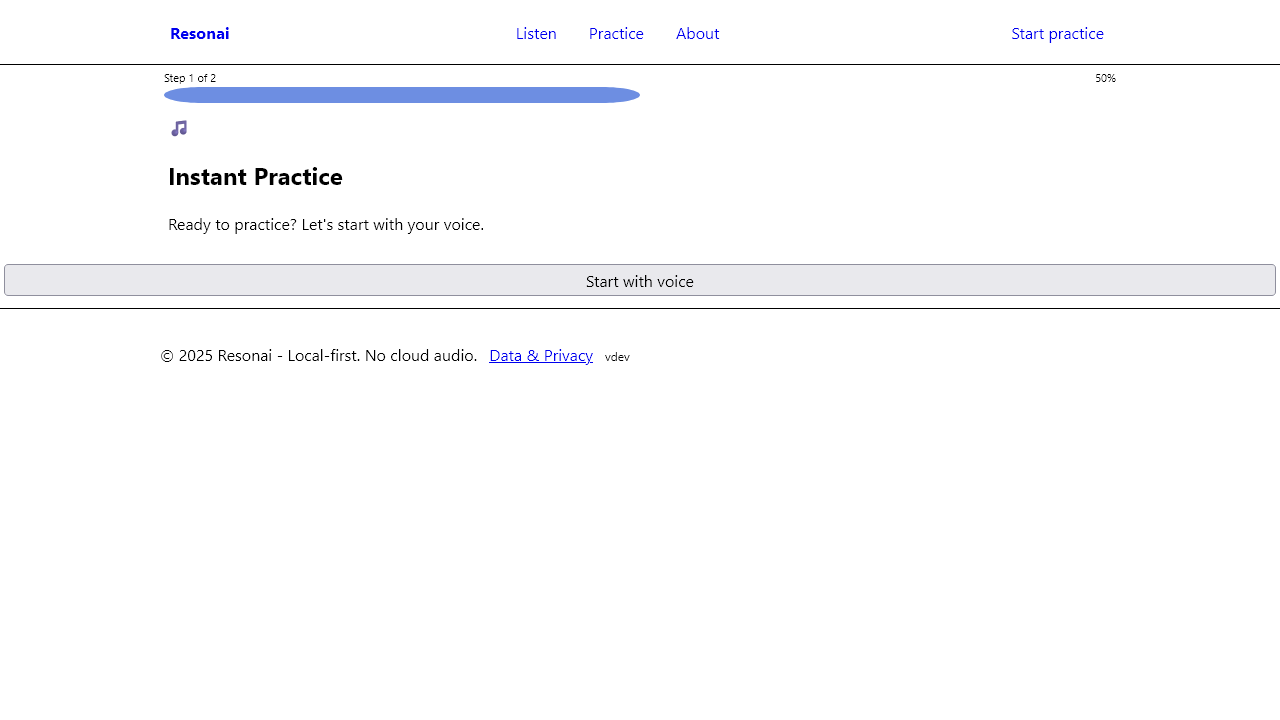 Resonai Listen Practice About Start practice
Step 1 of 2 50%
Instant Practice
Ready to practice? Let's start with your voice.
Start with voice
© 2025 Resonai - Local-first. No cloud audio. Data & Privacy vdev